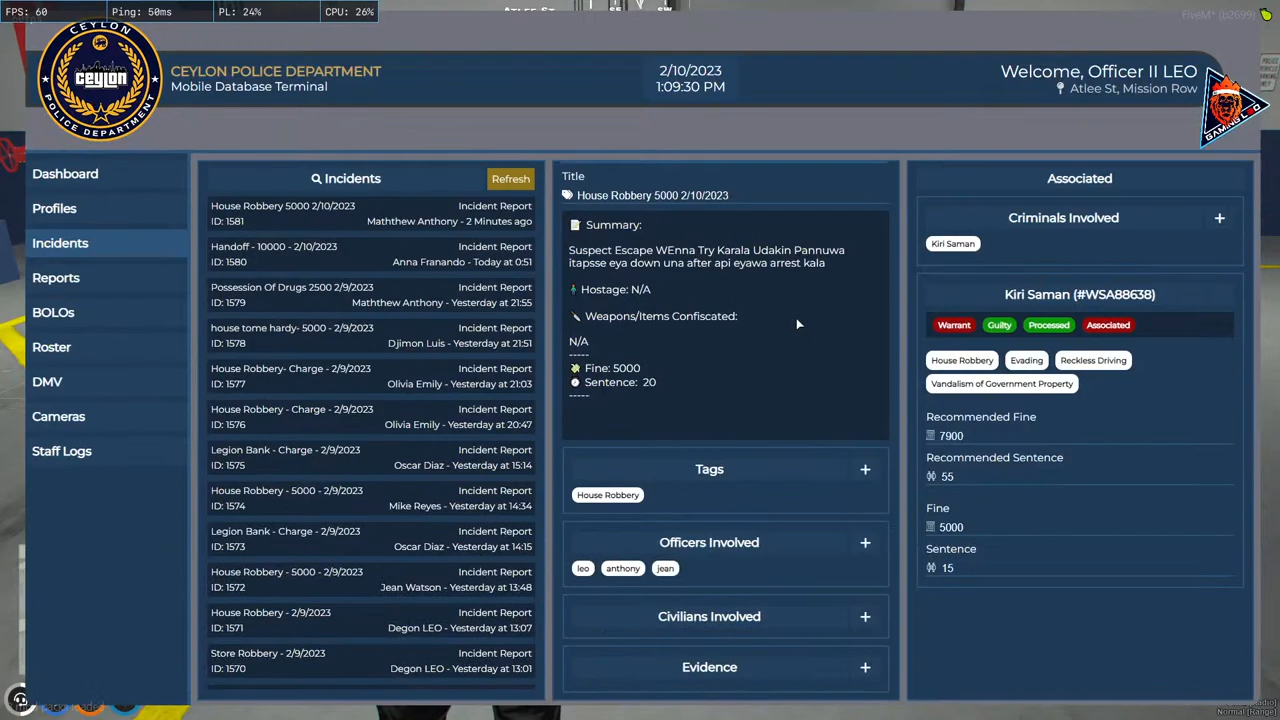 FPS: 60
Ping: 50ms
PL: 24%
CPU: 26%
FiveM* (b2699)
CEYLON
ceylon
POLICE DEPARTMENT
CEYLON POLICE DEPARTMENT
Mobile Database Terminal
2/10/2023
1:09:30 PM
Welcome, Officer II LEO
Atlee St, Mission Row
Dashboard
Profiles
Incidents
Reports
BOLOs
Roster
DMV
Cameras
Staff Logs
Incidents
Refresh
House Robbery 5000 2/10/2023 Incident Report
ID: 1581 Maththew Anthony - 2 Minutes ago
Handoff - 10000 - 2/10/2023 Incident Report
ID: 1580 Anna Franando - Today at 0:51
Possession Of Drugs 2500 2/9/2023 Incident Report
ID: 1579 Maththew Anthony - Yesterday at 21:55
house tome hardy- 5000 - 2/9/2023 Incident Report
ID: 1578 Djimon Luis - Yesterday at 21:51
House Robbery- Charge - 2/9/2023 Incident Report
ID: 1577 Olivia Emily - Yesterday at 21:03
House Robbery - Charge - 2/9/2023 Incident Report
ID: 1576 Olivia Emily - Yesterday at 20:47
Legion Bank - Charge - 2/9/2023 Incident Report
ID: 1575 Oscar Diaz - Yesterday at 15:14
House Robbery - 5000 - 2/9/2023 Incident Report
ID: 1574 Mike Reyes - Yesterday at 14:34
Legion Bank - Charge - 2/9/2023 Incident Report
ID: 1573 Oscar Diaz - Yesterday at 14:15
House Robbery - 5000 - 2/9/2023 Incident Report
ID: 1572 Jean Watson - Yesterday at 13:48
House Robbery - 2/9/2023 Incident Report
ID: 1571 Degon LEO - Yesterday at 13:07
Store Robbery - 2/9/2023 Incident Report
ID: 1570 Degon LEO - Yesterday at 13:01
Title
House Robbery 5000 2/10/2023
Summary:
Suspect Escape WEnna Try Karala Udakin Pannuwa
itapsse eya down una after api eyawa arrest kala
Hostage: N/A
Weapons/Items Confiscated:
N/A
-----
Fine: 5000
Sentence: 20
-----
Tags +
House Robbery
Officers Involved +
leo anthony jean
Civilians Involved +
Evidence +
Associated
Criminals Involved +
Kiri Saman
Kiri Saman (#WSA88638)
Warrant Guilty Processed Associated
House Robbery Evading Reckless Driving
Vandalism of Government Property
Recommended Fine
7900
Recommended Sentence
55
Fine
5000
Sentence
15
Normal [Range]